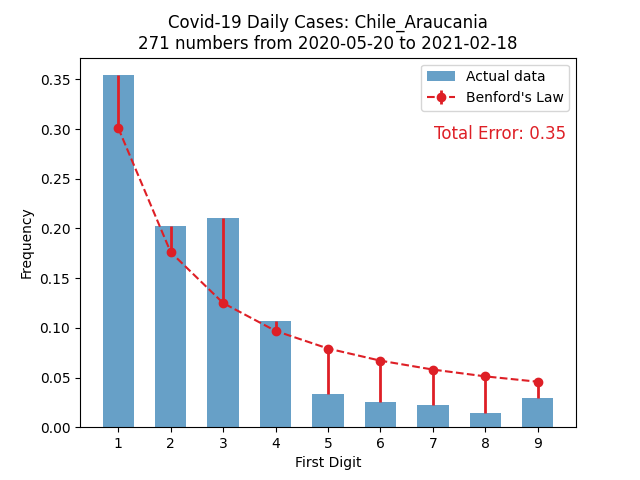 Covid-19 Daily Cases: Chile_Araucania
271 numbers from 2020-05-20 to 2021-02-18
Actual data
Benford's Law
Total Error: 0.35
Frequency
0.35
0.30
0.25
0.20
0.15
0.10
0.05
0.00
1 2 3 4 5 6 7 8 9
First Digit